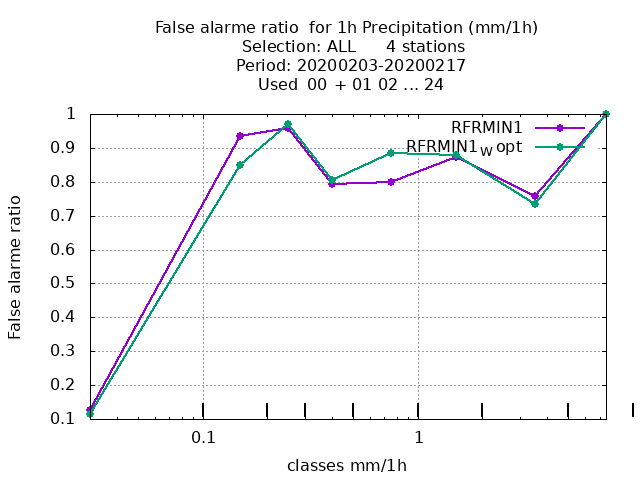 False alarme ratio  for 1h Precipitation (mm/1h)
Selection: ALL      4 stations
Period: 20200203-20200217
Used  00  + 01 02 ... 24
RFRMIN1
RFRMIN1W opt
1
0.9
0.8
0.7
0.6
0.5
0.4
0.3
0.2
0.1
False alarme ratio
0.1
1
classes mm/1h